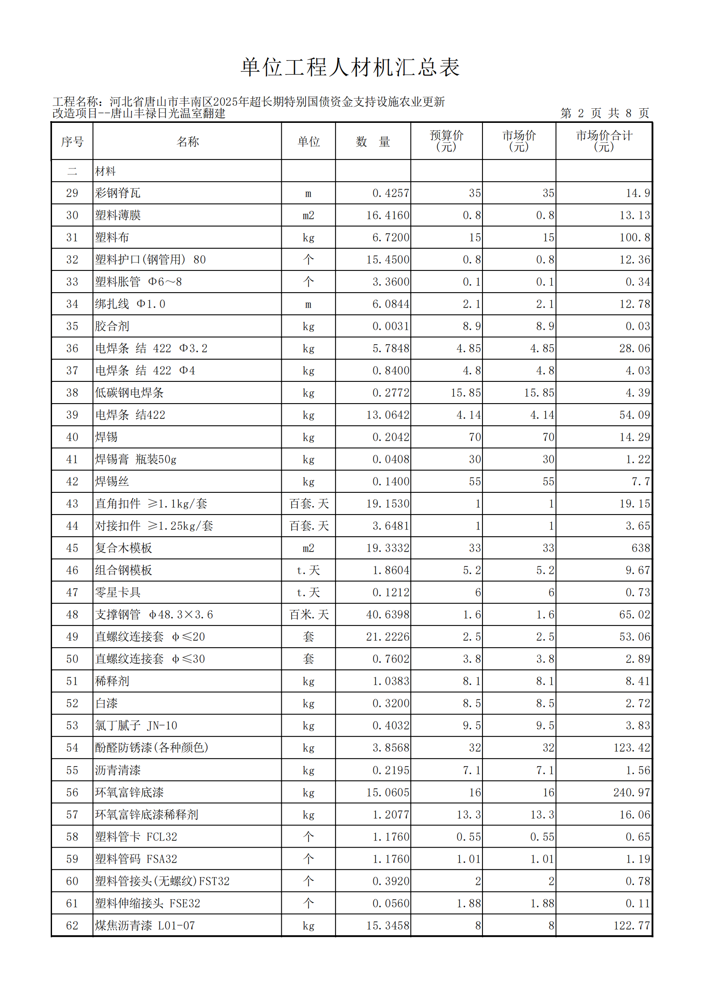 单位工程人材机汇总表
工程名称：河北省唐山市丰南区2025年超长期特别国债资金支持设施农业更新
改造项目--唐山丰禄日光温室翻建 第 2 页 共 8 页
序号 名称 单位 数 量 预算价(元) 市场价(元) 市场价合计(元)
二 材料
29 彩钢脊瓦 m 0.4257 35 35 14.9
30 塑料薄膜 m2 16.4160 0.8 0.8 13.13
31 塑料布 kg 6.7200 15 15 100.8
32 塑料护口(钢管用) 80 个 15.4500 0.8 0.8 12.36
33 塑料胀管 Φ6～8 个 3.3600 0.1 0.1 0.34
34 绑扎线 Φ1.0 m 6.0844 2.1 2.1 12.78
35 胶合剂 kg 0.0031 8.9 8.9 0.03
36 电焊条 结 422 Φ3.2 kg 5.7848 4.85 4.85 28.06
37 电焊条 结 422 Φ4 kg 0.8400 4.8 4.8 4.03
38 低碳钢电焊条 kg 0.2772 15.85 15.85 4.39
39 电焊条 结422 kg 13.0642 4.14 4.14 54.09
40 焊锡 kg 0.2042 70 70 14.29
41 焊锡膏 瓶装50g kg 0.0408 30 30 1.22
42 焊锡丝 kg 0.1400 55 55 7.7
43 直角扣件 ≥1.1kg/套 百套.天 19.1530 1 1 19.15
44 对接扣件 ≥1.25kg/套 百套.天 3.6481 1 1 3.65
45 复合木模板 m2 19.3332 33 33 638
46 组合钢模板 t.天 1.8604 5.2 5.2 9.67
47 零星卡具 t.天 0.1212 6 6 0.73
48 支撑钢管 φ48.3×3.6 百米.天 40.6398 1.6 1.6 65.02
49 直螺纹连接套 φ≤20 套 21.2226 2.5 2.5 53.06
50 直螺纹连接套 φ≤30 套 0.7602 3.8 3.8 2.89
51 稀释剂 kg 1.0383 8.1 8.1 8.41
52 白漆 kg 0.3200 8.5 8.5 2.72
53 氯丁腻子 JN-10 kg 0.4032 9.5 9.5 3.83
54 酚醛防锈漆(各种颜色) kg 3.8568 32 32 123.42
55 沥青清漆 kg 0.2195 7.1 7.1 1.56
56 环氧富锌底漆 kg 15.0605 16 16 240.97
57 环氧富锌底漆稀释剂 kg 1.2077 13.3 13.3 16.06
58 塑料管卡 FCL32 个 1.1760 0.55 0.55 0.65
59 塑料管码 FSA32 个 1.1760 1.01 1.01 1.19
60 塑料管接头(无螺纹)FST32 个 0.3920 2 2 0.78
61 塑料伸缩接头 FSE32 个 0.0560 1.88 1.88 0.11
62 煤焦沥青漆 L01-07 kg 15.3458 8 8 122.77